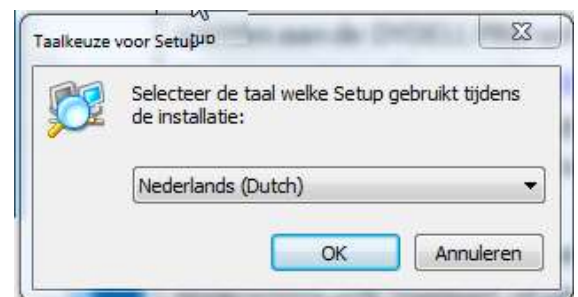 Taalkeuze voor Setup
Selecteer de taal welke Setup gebruikt tijdens
de installatie:
Nederlands (Dutch)
OK
Annuleren